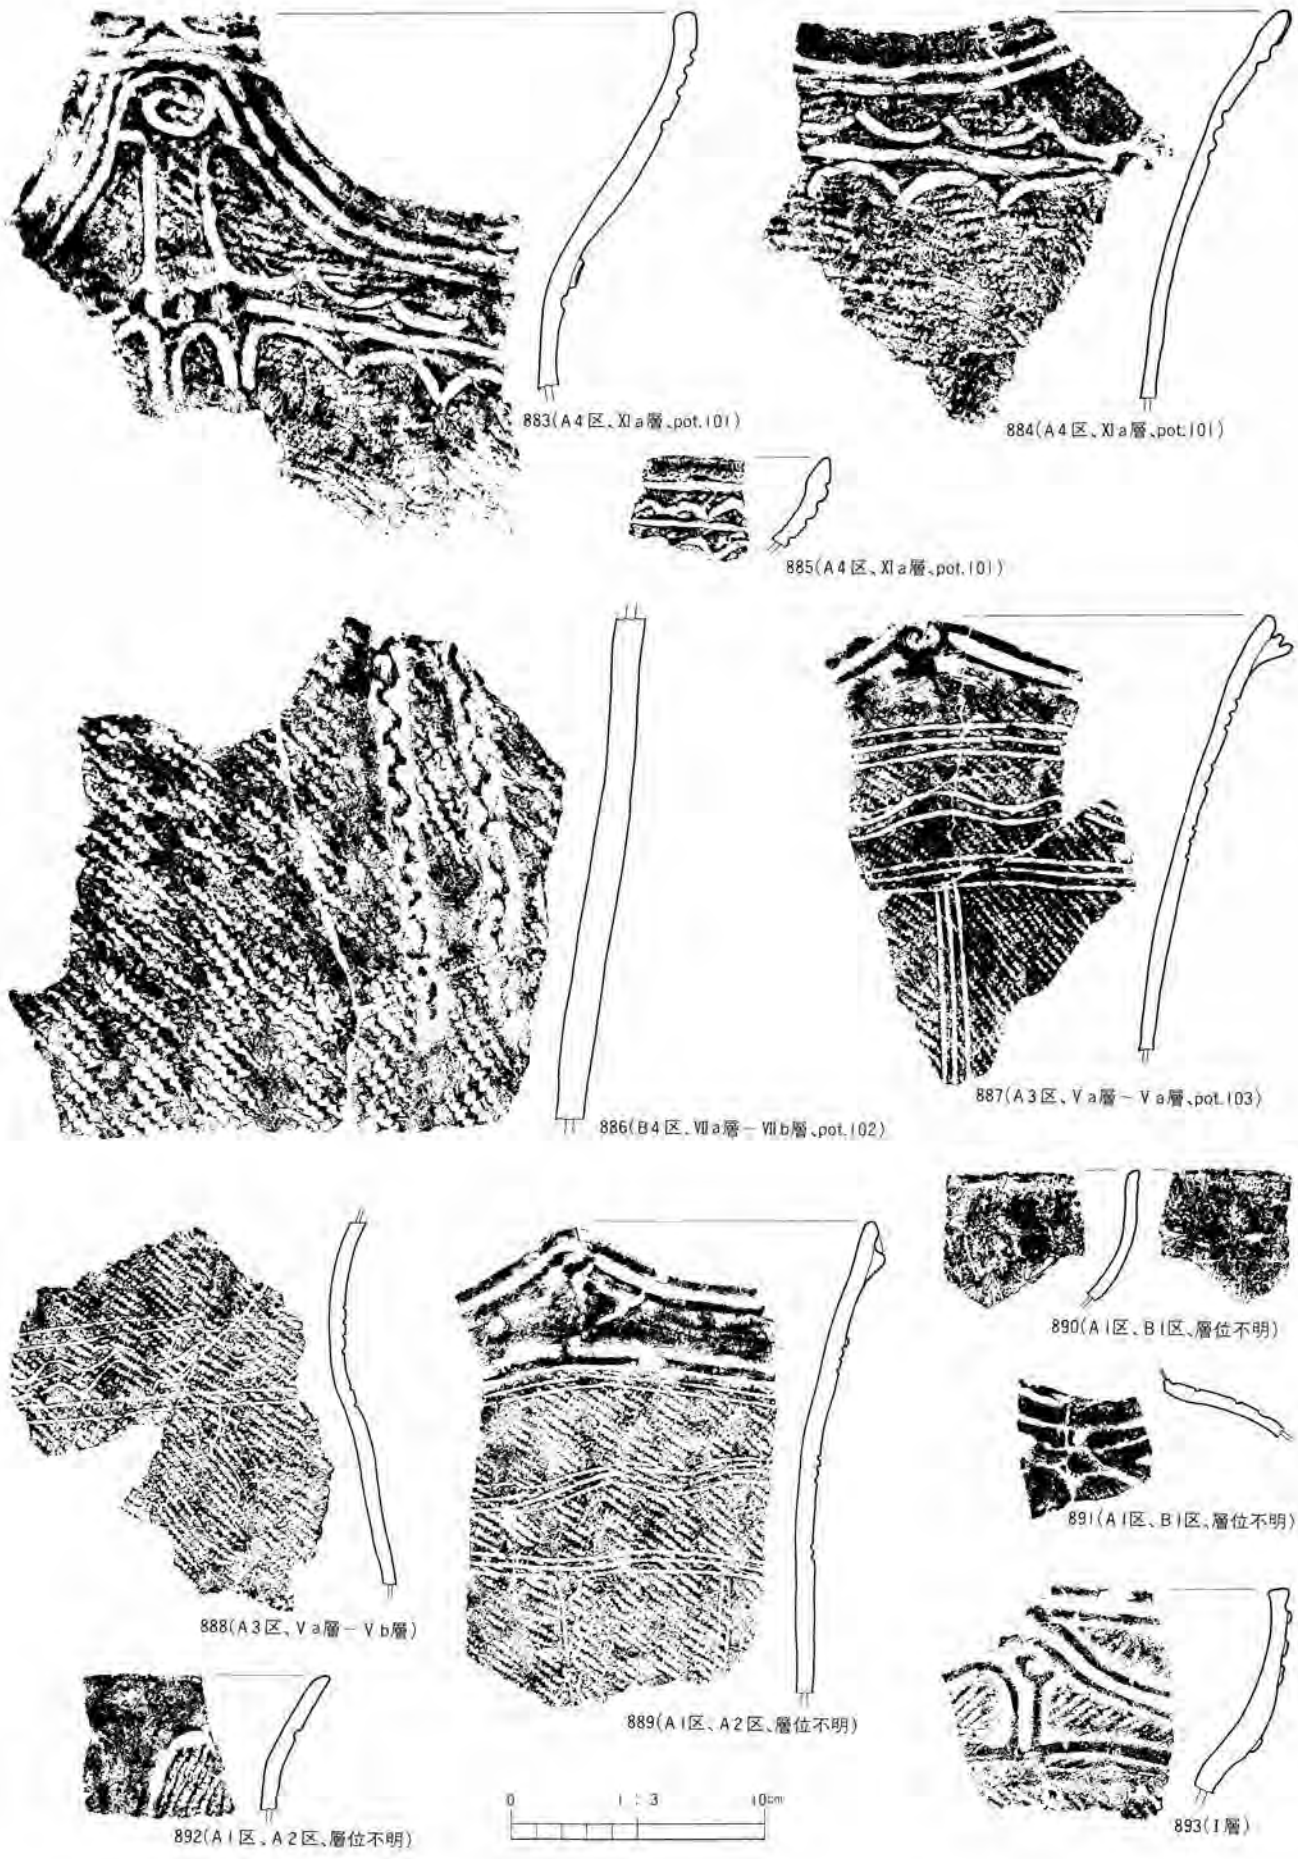 883(A4区、XIa層、pot.101)
884(A4区、XIa層、pot.101)
885(A4区、XIa層、pot.101)
886(B4区、VIIa層－VIIb層、pot.102)
887(A3区、Va層－Va層、pot.103)
888(A3区、Va層－Vb層)
889(A1区、A2区、層位不明)
890(A1区、B1区、層位不明)
891(A1区、B1区、層位不明)
892(A1区、A2区、層位不明)
893(I層)
0 1:3 10cm